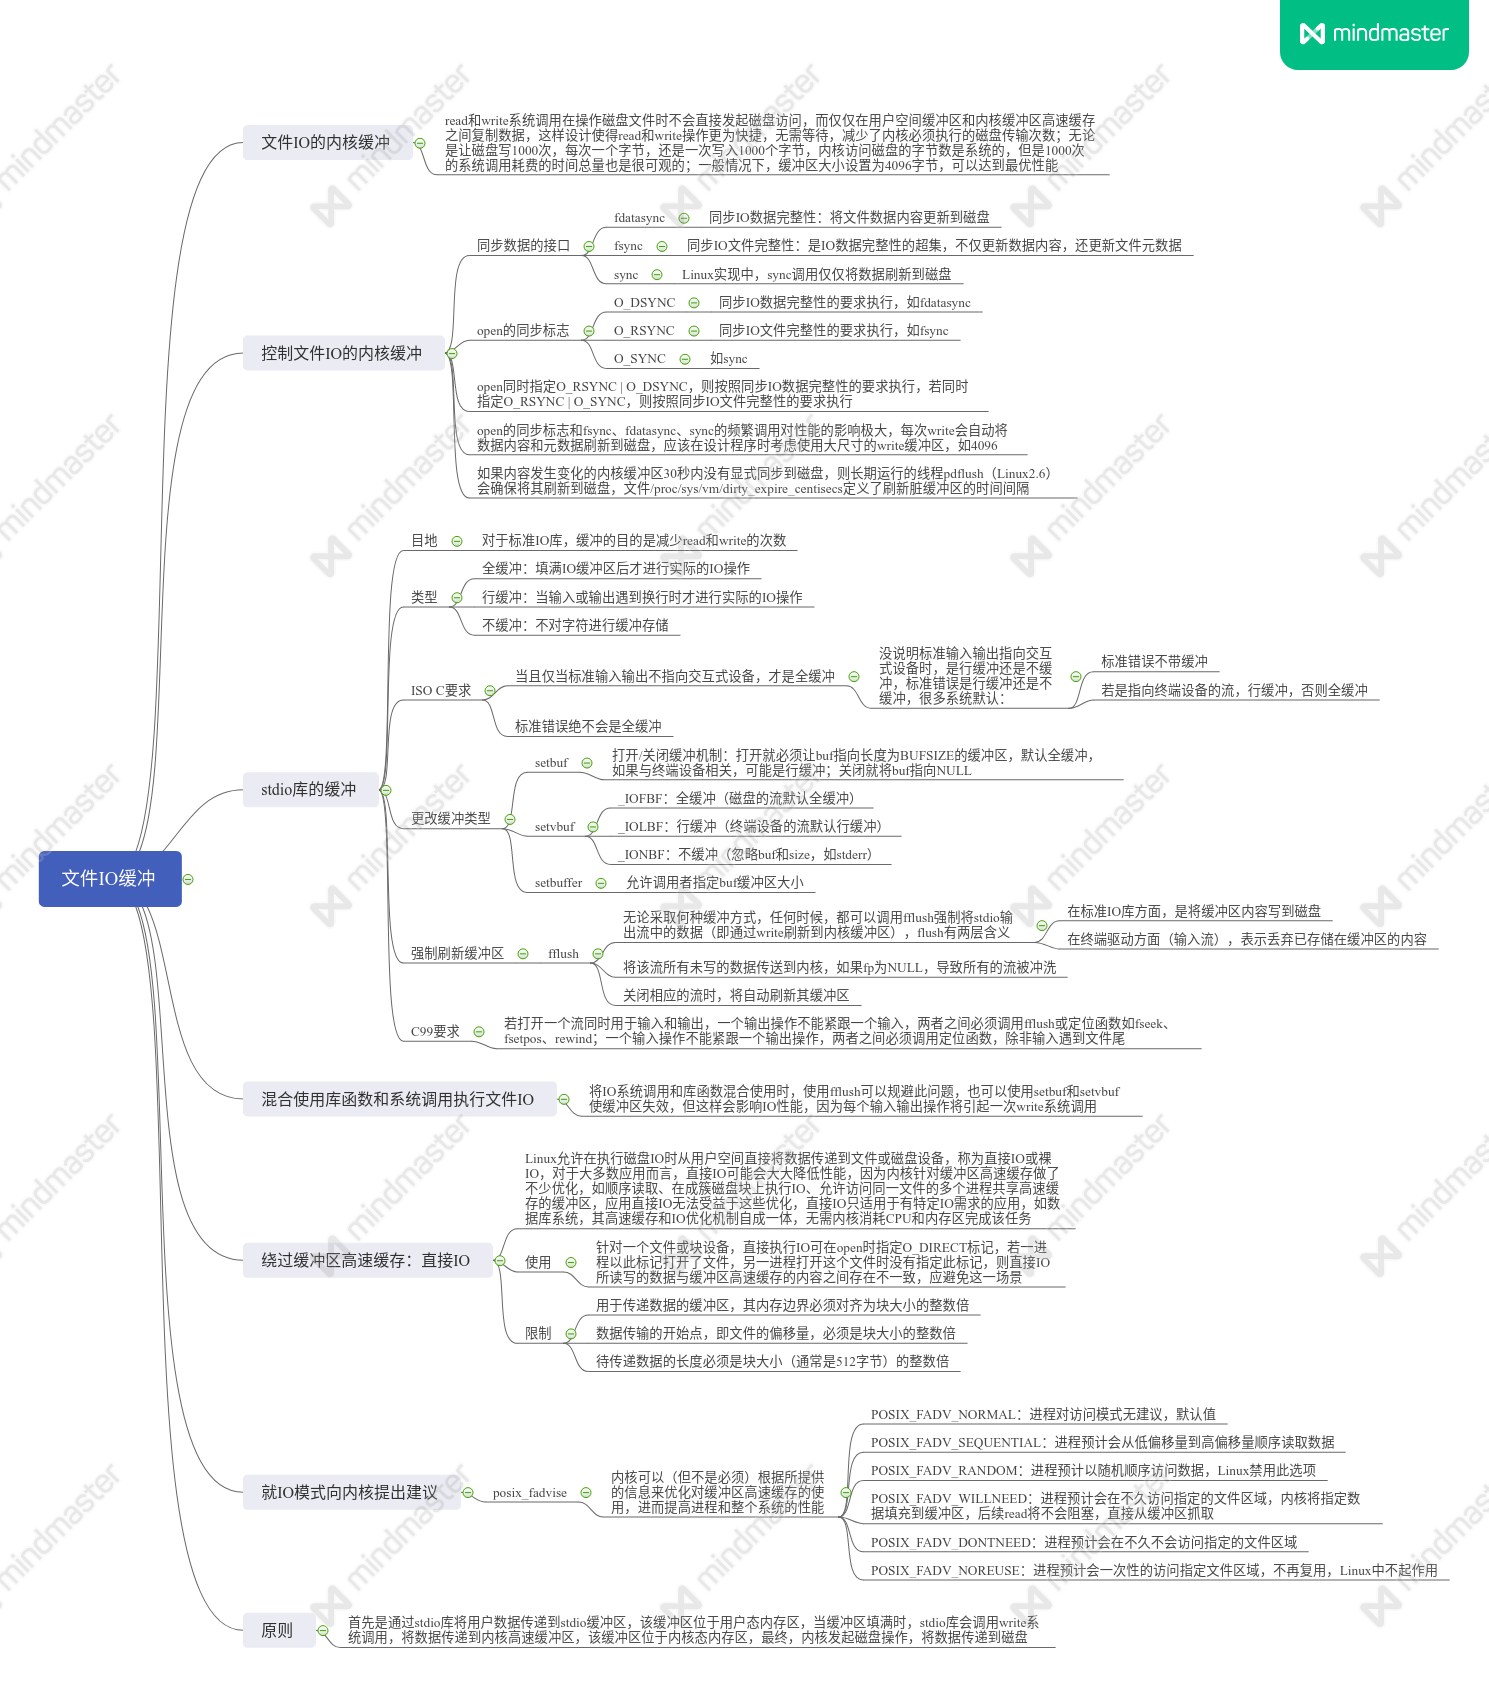 mindmaster
文件IO缓冲
文件IO的内核缓冲
read和write系统调用在操作磁盘文件时不会直接发起磁盘访问，而仅仅在用户空间缓冲区和内核缓冲区高速缓存
之间复制数据，这样设计使得read和write操作更为快捷，无需等待，减少了内核必须执行的磁盘传输次数；无论
是让磁盘写1000次，每次一个字节，还是一次写入1000个字节，内核访问磁盘的字节数是系统的，但是1000次
的系统调用耗费的时间总量也是很可观的；一般情况下，缓冲区大小设置为4096字节，可以达到最优性能
控制文件IO的内核缓冲
同步数据的接口
fdatasync
同步IO数据完整性：将文件数据内容更新到磁盘
fsync
同步IO文件完整性：是IO数据完整性的超集，不仅更新数据内容，还更新文件元数据
sync
Linux实现中，sync调用仅仅将数据刷新到磁盘
open的同步标志
O_DSYNC
同步IO数据完整性的要求执行，如fdatasync
O_RSYNC
同步IO文件完整性的要求执行，如fsync
O_SYNC
如sync
open同时指定O_RSYNC | O_DSYNC，则按照同步IO数据完整性的要求执行，若同时
指定O_RSYNC | O_SYNC，则按照同步IO文件完整性的要求执行
open的同步标志和fsync、fdatasync、sync的频繁调用对性能的影响极大，每次write会自动将
数据内容和元数据刷新到磁盘，应该在设计程序时考虑使用大尺寸的write缓冲区，如4096
如果内容发生变化的内核缓冲区30秒内没有显式同步到磁盘，则长期运行的线程pdflush（Linux2.6）
会确保将其刷新到磁盘，文件/proc/sys/vm/dirty_expire_centisecs定义了刷新脏缓冲区的时间间隔
stdio库的缓冲
目地
对于标准IO库，缓冲的目的是减少read和write的次数
类型
全缓冲：填满IO缓冲区后才进行实际的IO操作
行缓冲：当输入或输出遇到换行时才进行实际的IO操作
不缓冲：不对字符进行缓冲存储
ISO C要求
当且仅当标准输入输出不指向交互式设备，才是全缓冲
没说明标准输入输出指向交互
式设备时，是行缓冲还是不缓
冲，标准错误是行缓冲还是不
缓冲，很多系统默认：
标准错误不带缓冲
若是指向终端设备的流，行缓冲，否则全缓冲
标准错误绝不会是全缓冲
更改缓冲类型
setbuf
打开/关闭缓冲机制：打开就必须让buf指向长度为BUFSIZE的缓冲区，默认全缓冲，
如果与终端设备相关，可能是行缓冲；关闭就将buf指向NULL
setvbuf
_IOFBF：全缓冲（磁盘的流默认全缓冲）
_IOLBF：行缓冲（终端设备的流默认行缓冲）
_IONBF：不缓冲（忽略buf和size，如stderr）
setbuffer
允许调用者指定buf缓冲区大小
强制刷新缓冲区
fflush
无论采取何种缓冲方式，任何时候，都可以调用fflush强制将stdio输
出流中的数据（即通过write刷新到内核缓冲区），flush有两层含义
在标准IO库方面，是将缓冲区内容写到磁盘
在终端驱动方面（输入流），表示丢弃已存储在缓冲区的内容
将该流所有未写的数据传送到内核，如果fp为NULL，导致所有的流被冲洗
关闭相应的流时，将自动刷新其缓冲区
C99要求
若打开一个流同时用于输入和输出，一个输出操作不能紧跟一个输入，两者之间必须调用fflush或定位函数如fseek、
fsetpos、rewind；一个输入操作不能紧跟一个输出操作，两者之间必须调用定位函数，除非输入遇到文件尾
混合使用库函数和系统调用执行文件IO
将IO系统调用和库函数混合使用时，使用fflush可以规避此问题，也可以使用setbuf和setvbuf
使缓冲区失效，但这样会影响IO性能，因为每个输入输出操作将引起一次write系统调用
绕过缓冲区高速缓存：直接IO
Linux允许在执行磁盘IO时从用户空间直接将数据传递到文件或磁盘设备，称为直接IO或裸
IO，对于大多数应用而言，直接IO可能会大大降低性能，因为内核针对缓冲区高速缓存做了
不少优化，如顺序读取、在成簇磁盘块上执行IO、允许访问同一文件的多个进程共享高速缓
存的缓冲区，应用直接IO无法受益于这些优化，直接IO只适用于有特定IO需求的应用，如数
据库系统，其高速缓存和IO优化机制自成一体，无需内核消耗CPU和内存区完成该任务
使用
针对一个文件或块设备，直接执行IO可在open时指定O_DIRECT标记，若一进
程以此标记打开了文件，另一进程打开这个文件时没有指定此标记，则直接IO
所读写的数据与缓冲区高速缓存的内容之间存在不一致，应避免这一场景
限制
用于传递数据的缓冲区，其内存边界必须对齐为块大小的整数倍
数据传输的开始点，即文件的偏移量，必须是块大小的整数倍
待传递数据的长度必须是块大小（通常是512字节）的整数倍
就IO模式向内核提出建议
posix_fadvise
内核可以（但不是必须）根据所提供
的信息来优化对缓冲区高速缓存的使
用，进而提高进程和整个系统的性能
POSIX_FADV_NORMAL：进程对访问模式无建议，默认值
POSIX_FADV_SEQUENTIAL：进程预计会从低偏移量到高偏移量顺序读取数据
POSIX_FADV_RANDOM：进程预计以随机顺序访问数据，Linux禁用此选项
POSIX_FADV_WILLNEED：进程预计会在不久访问指定的文件区域，内核将指定数
据填充到缓冲区，后续read将不会阻塞，直接从缓冲区抓取
POSIX_FADV_DONTNEED：进程预计会在不久不会访问指定的文件区域
POSIX_FADV_NOREUSE：进程预计会一次性的访问指定文件区域，不再复用，Linux中不起作用
原则
首先是通过stdio库将用户数据传递到stdio缓冲区，该缓冲区位于用户态内存区，当缓冲区填满时，stdio库会调用write系
统调用，将数据传递到内核高速缓冲区，该缓冲区位于内核态内存区，最终，内核发起磁盘操作，将数据传递到磁盘